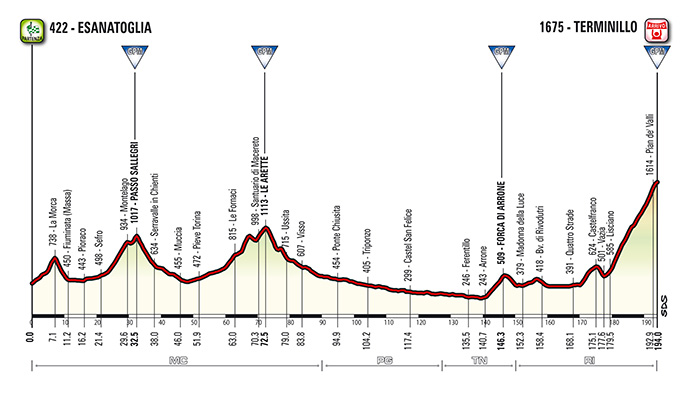 422 - ESANATOGLIA
1675 - TERMINILLO
PARTENZA
ARRIVO
GPM
GPM
GPM
GPM
738 - La Morca
450 - Fiuminata (Massa)
443 - Pioraco
498 - Sefro
934 - Montelago
1017 - PASSO SALLEGRI
634 - Serravalle in Chienti
455 - Muccia
472 - Pieve Torina
815 - Le Fornaci
998 - Santuario di Macereto
1113 - LE ARETTE
715 - Ussita
607 - Visso
454 - Ponte Chiusita
405 - Triponzo
299 - Castel San Felice
246 - Ferentillo
243 - Arrone
509 - FORCA DI ARRONE
379 - Madonna della Luce
418 - Bv. di Rivodutri
391 - Quattro Strade
624 - Castelfranco
501 - Vazia
585 - Lisciano
1614 - Pian de' Valli
SDS
10 20 30 40 50 60 70 80 90 100 110 120 130 140 150 160 170 180 190
0.0 7.1 11.2 16.2 21.4 29.6 32.5 38.0 46.0 51.9 63.0 70.3 72.5 79.0 83.8 94.9 104.2 117.4 135.5 140.7 146.3 152.3 158.4 168.1 175.1 177.6 179.5 192.9 194.0
MC PG TN RI